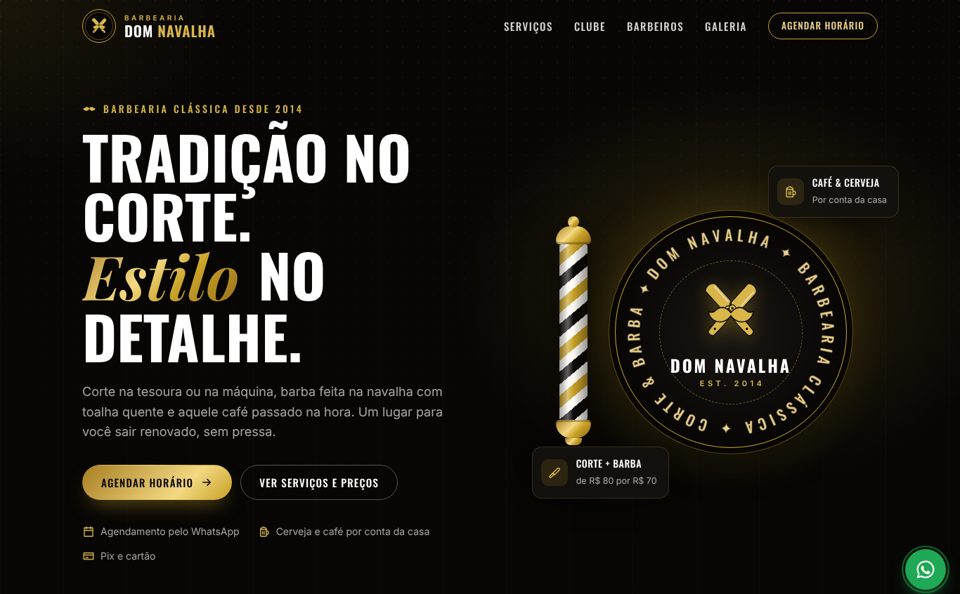 BARBEARIA
DOM NAVALHA
SERVIÇOS
CLUBE
BARBEIROS
GALERIA
AGENDAR HORÁRIO
BARBEARIA CLÁSSICA DESDE 2014
TRADIÇÃO NO
CORTE.
Estilo NO
DETALHE.
Corte na tesoura ou na máquina, barba feita na navalha com
toalha quente e aquele café passado na hora. Um lugar para
você sair renovado, sem pressa.
AGENDAR HORÁRIO →
VER SERVIÇOS E PREÇOS
Agendamento pelo WhatsApp
Cerveja e café por conta da casa
Pix e cartão
CAFÉ & CERVEJA
Por conta da casa
DOM NAVALHA ✦ BARBEARIA CLÁSSICA ✦ CORTE & BARBA ✦
DOM NAVALHA
EST. 2014
CORTE + BARBA
de R$ 80 por R$ 70